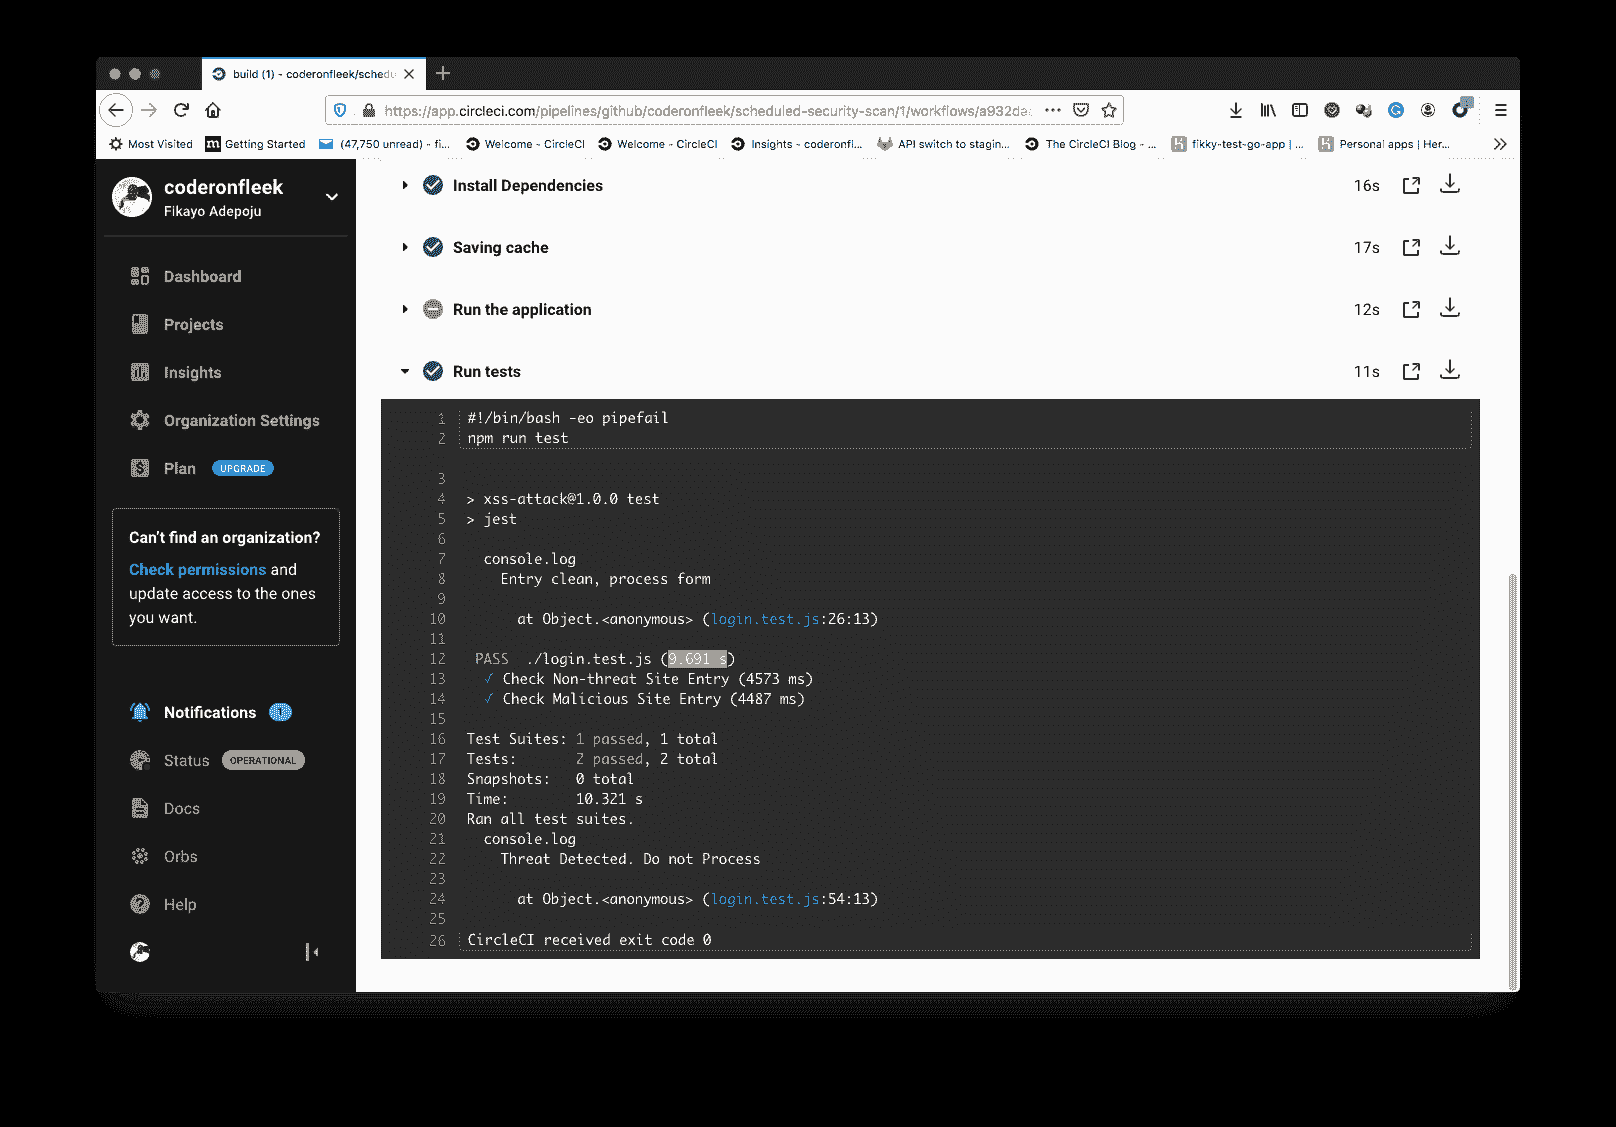 build (1) - coderonfleek/schedu
https://app.circleci.com/pipelines/github/coderonfleek/scheduled-security-scan/1/workflows/a932da
Most Visited
Getting Started
(47,750 unread) - fi...
Welcome - CircleCI
Welcome - CircleCI
Insights - coderonfl...
API switch to stagin...
The CircleCI Blog - ...
fikky-test-go-app | ...
Personal apps | Her...
coderonfleek
Fikayo Adepoju
Dashboard
Projects
Insights
Organization Settings
Plan UPGRADE
Can't find an organization?
Check permissions and
update access to the ones
you want.
Notifications
Status OPERATIONAL
Docs
Orbs
Help
Install Dependencies 16s
Saving cache 17s
Run the application 12s
Run tests 11s
1 #!/bin/bash -eo pipefail
2 npm run test
3
4 > xss-attack@1.0.0 test
5 > jest
6
7 console.log
8 Entry clean, process form
9
10 at Object.<anonymous> (login.test.js:26:13)
11
12 PASS ./login.test.js (9.691 s)
13 ✓ Check Non-threat Site Entry (4573 ms)
14 ✓ Check Malicious Site Entry (4487 ms)
15
16 Test Suites: 1 passed, 1 total
17 Tests: 2 passed, 2 total
18 Snapshots: 0 total
19 Time: 10.321 s
20 Ran all test suites.
21 console.log
22 Threat Detected. Do not Process
23
24 at Object.<anonymous> (login.test.js:54:13)
25
26 CircleCI received exit code 0